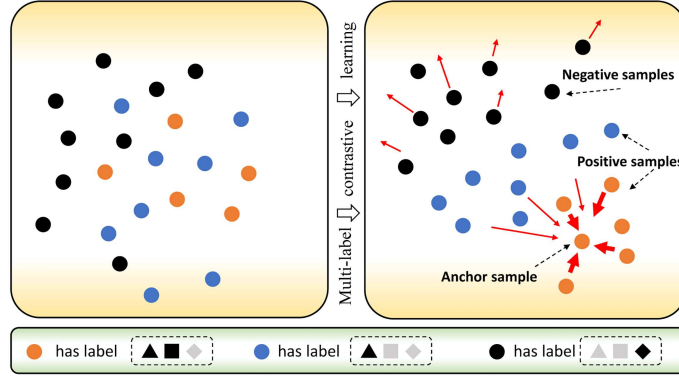 Multi-label contrastive learning
Negative samples
Positive samples
Anchor sample
has label
has label
has label